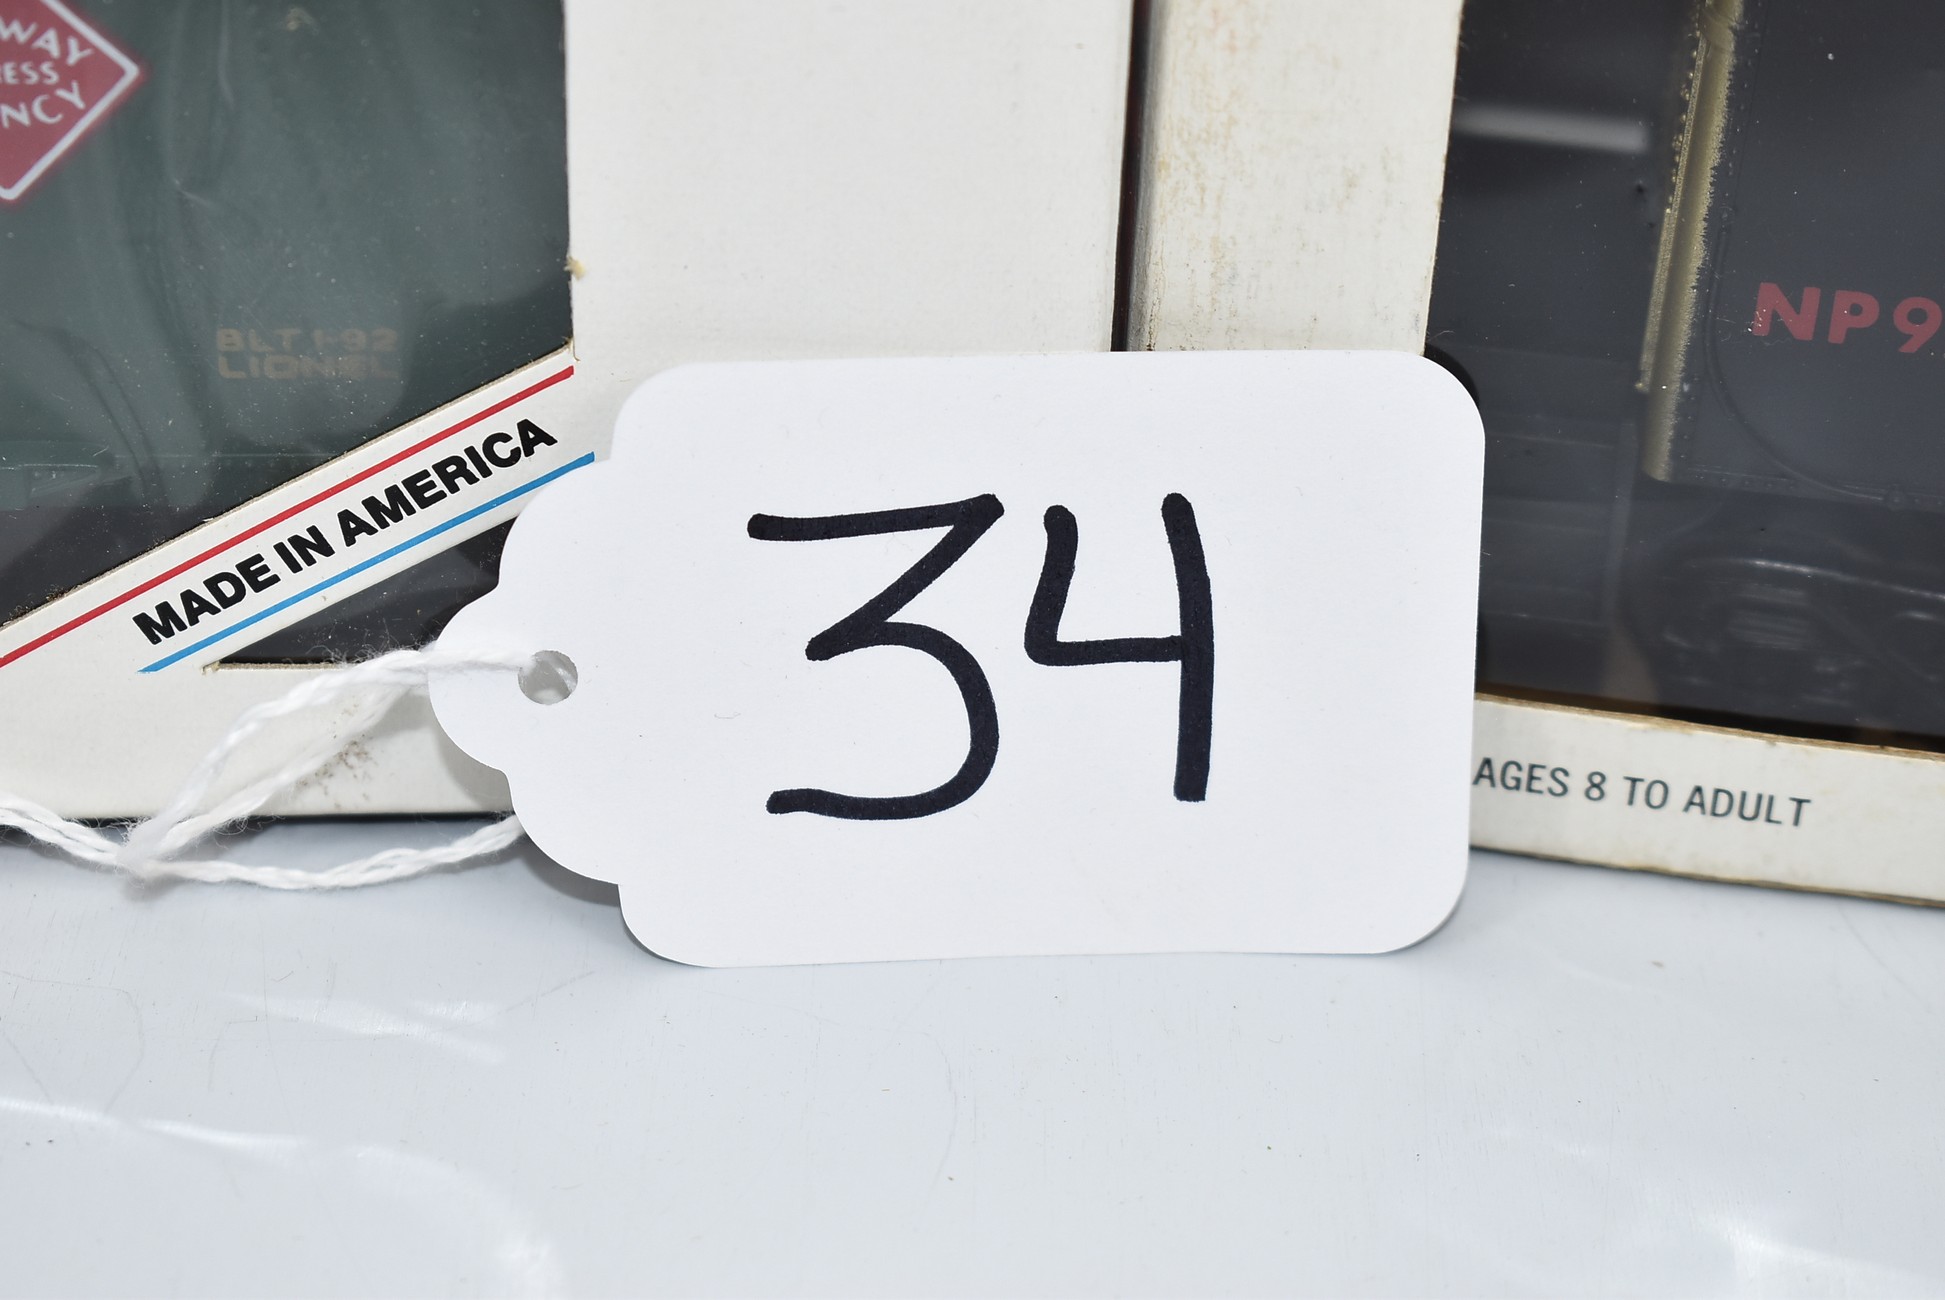 WAY
ESS
NCY
BLT 1-92
LIONEL
MADE IN AMERICA
34
NP9
AGES 8 TO ADULT